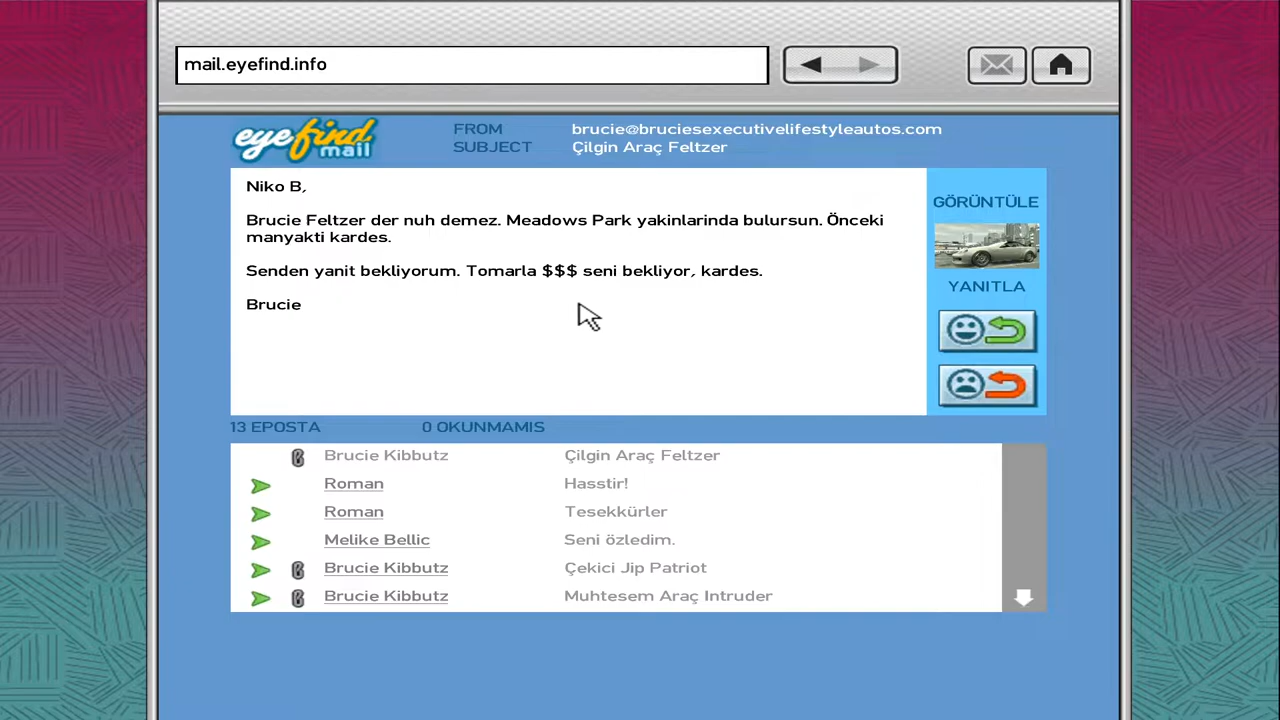 mail.eyefind.info
eyefind mail
FROM brucie@bruciesexecutivelifestyleautos.com
SUBJECT Çilgin Araç Feltzer
Niko B,
Brucie Feltzer der nuh demez. Meadows Park yakinlarinda bulursun. Önceki
manyakti kardes.
Senden yanit bekliyorum. Tomarla $$$ seni bekliyor, kardes.
Brucie
GÖRÜNTÜLE
YANITLA
13 EPOSTA 0 OKUNMAMIS
Brucie Kibbutz Çilgin Araç Feltzer
Roman Hasstir!
Roman Tesekkürler
Melike Bellic Seni özledim.
Brucie Kibbutz Çekici Jip Patriot
Brucie Kibbutz Muhtesem Araç Intruder